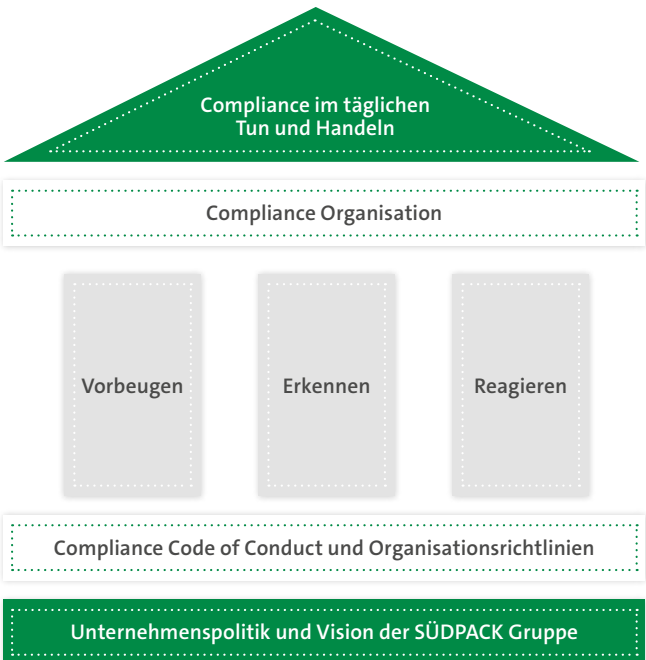 Compliance im täglichen
Tun und Handeln
Compliance Organisation
Vorbeugen
Erkennen
Reagieren
Compliance Code of Conduct und Organisationsrichtlinien
Unternehmenspolitik und Vision der SÜDPACK Gruppe